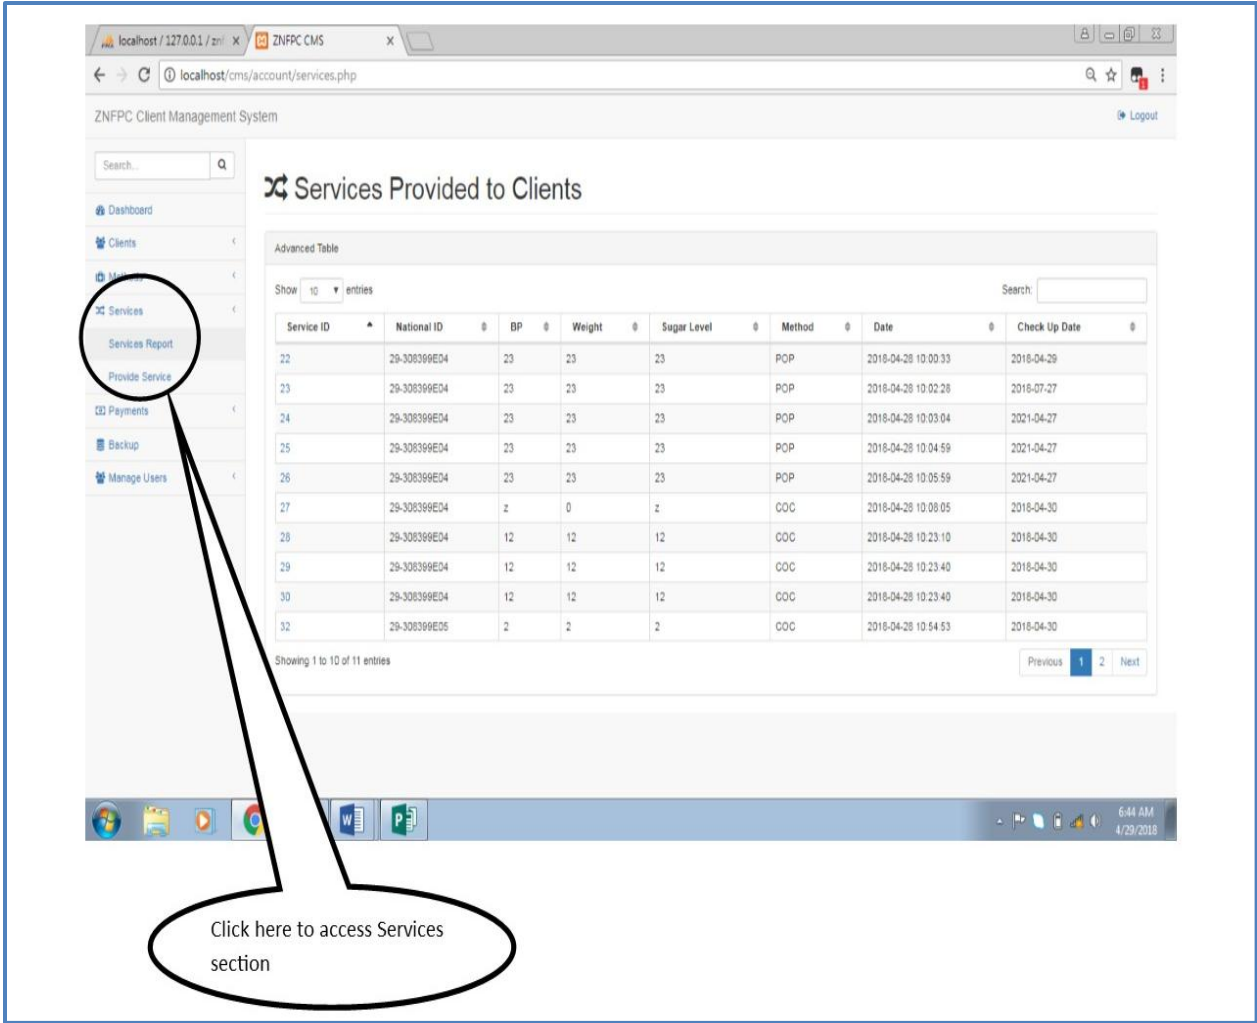 localhost / 127.0.0.1 / znf
ZNFPC CMS
localhost/cms/account/services.php
ZNFPC Client Management System
Logout
Search...
Services Provided to Clients
Dashboard
Clients
Advanced Table
Show 10 entries
Search:
Services
Services Report
Provide Service
Payments
Backup
Manage Users
Service ID National ID BP Weight Sugar Level Method Date Check Up Date
22 29-308399E04 23 23 23 POP 2018-04-28 10:00:33 2018-04-29
23 29-308399E04 23 23 23 POP 2018-04-28 10:02:28 2018-07-27
24 29-308399E04 23 23 23 POP 2018-04-28 10:03:04 2021-04-27
25 29-308399E04 23 23 23 POP 2018-04-28 10:04:59 2021-04-27
26 29-308399E04 23 23 23 POP 2018-04-28 10:05:59 2021-04-27
27 29-308399E04 z 0 z COC 2018-04-28 10:08:05 2018-04-30
28 29-308399E04 12 12 12 COC 2018-04-28 10:23:10 2018-04-30
29 29-308399E04 12 12 12 COC 2018-04-28 10:23:40 2018-04-30
30 29-308399E04 12 12 12 COC 2018-04-28 10:23:40 2018-04-30
32 29-308399E05 2 2 2 COC 2018-04-28 10:54:53 2018-04-30
Showing 1 to 10 of 11 entries
Previous 1 2 Next
6:44 AM
4/29/2018
Click here to access Services
section